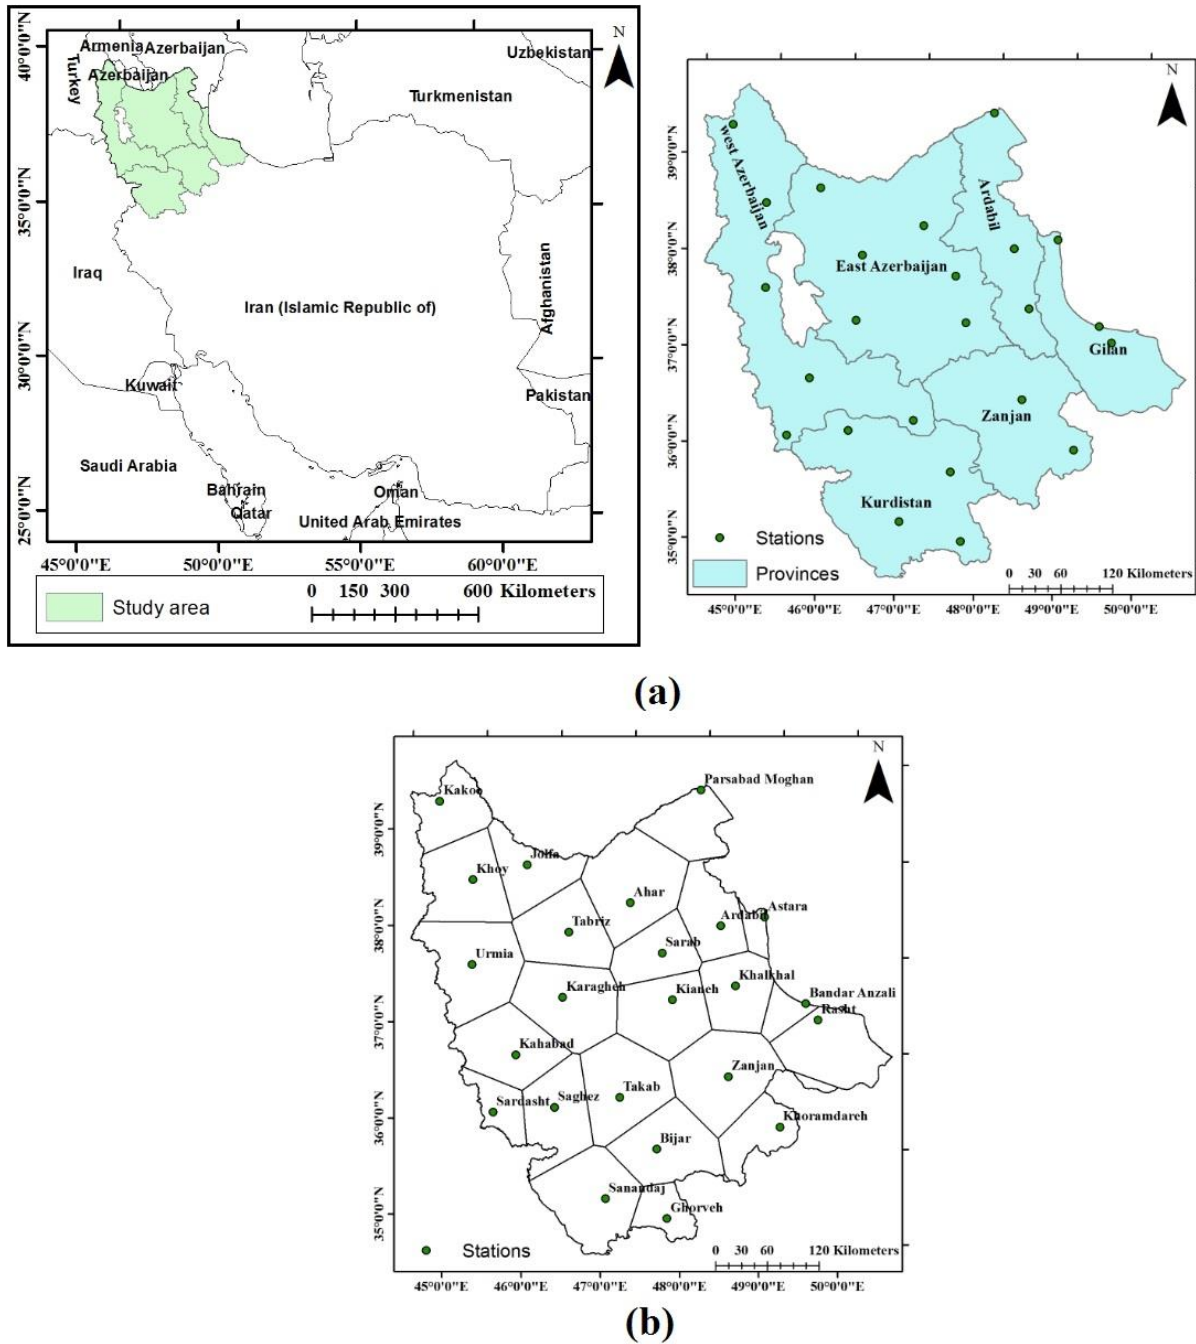 N
Armenia
Azerbaijan
Azerbaijan
Turkey
Uzbekistan
Turkmenistan
Iraq
Iran (Islamic Republic of)
Afghanistan
Kuwait
Pakistan
Saudi Arabia
Bahrain
Qatar
Oman
United Arab Emirates
40°0'0"N
35°0'0"N
30°0'0"N
25°0'0"N
45°0'0"E
50°0'0"E
55°0'0"E
60°0'0"E
Study area
0 150 300 600 Kilometers
N
west Azerbaijan
Ardabil
East Azerbaijan
Gilan
Zanjan
Kurdistan
Stations
Provinces
0 30 60 120 Kilometers
39°0'0"N
38°0'0"N
37°0'0"N
36°0'0"N
35°0'0"N
45°0'0"E
46°0'0"E
47°0'0"E
48°0'0"E
49°0'0"E
50°0'0"E
(a)
N
Parsabad Moghan
Kakoo
Jolfa
Khoy
Ahar
Tabriz
Ardabil
Astara
Sarab
Urmia
Karagheh
Kianeh
Khalkhal
Bandar Anzali
Rasht
Kahabad
Zanjan
Sardasht
Saghez
Takab
Khoramdareh
Bijar
Sanandaj
Ghorveh
Stations
0 30 60 120 Kilometers
39°0'0"N
38°0'0"N
37°0'0"N
36°0'0"N
35°0'0"N
45°0'0"E
46°0'0"E
47°0'0"E
48°0'0"E
49°0'0"E
50°0'0"E
(b)